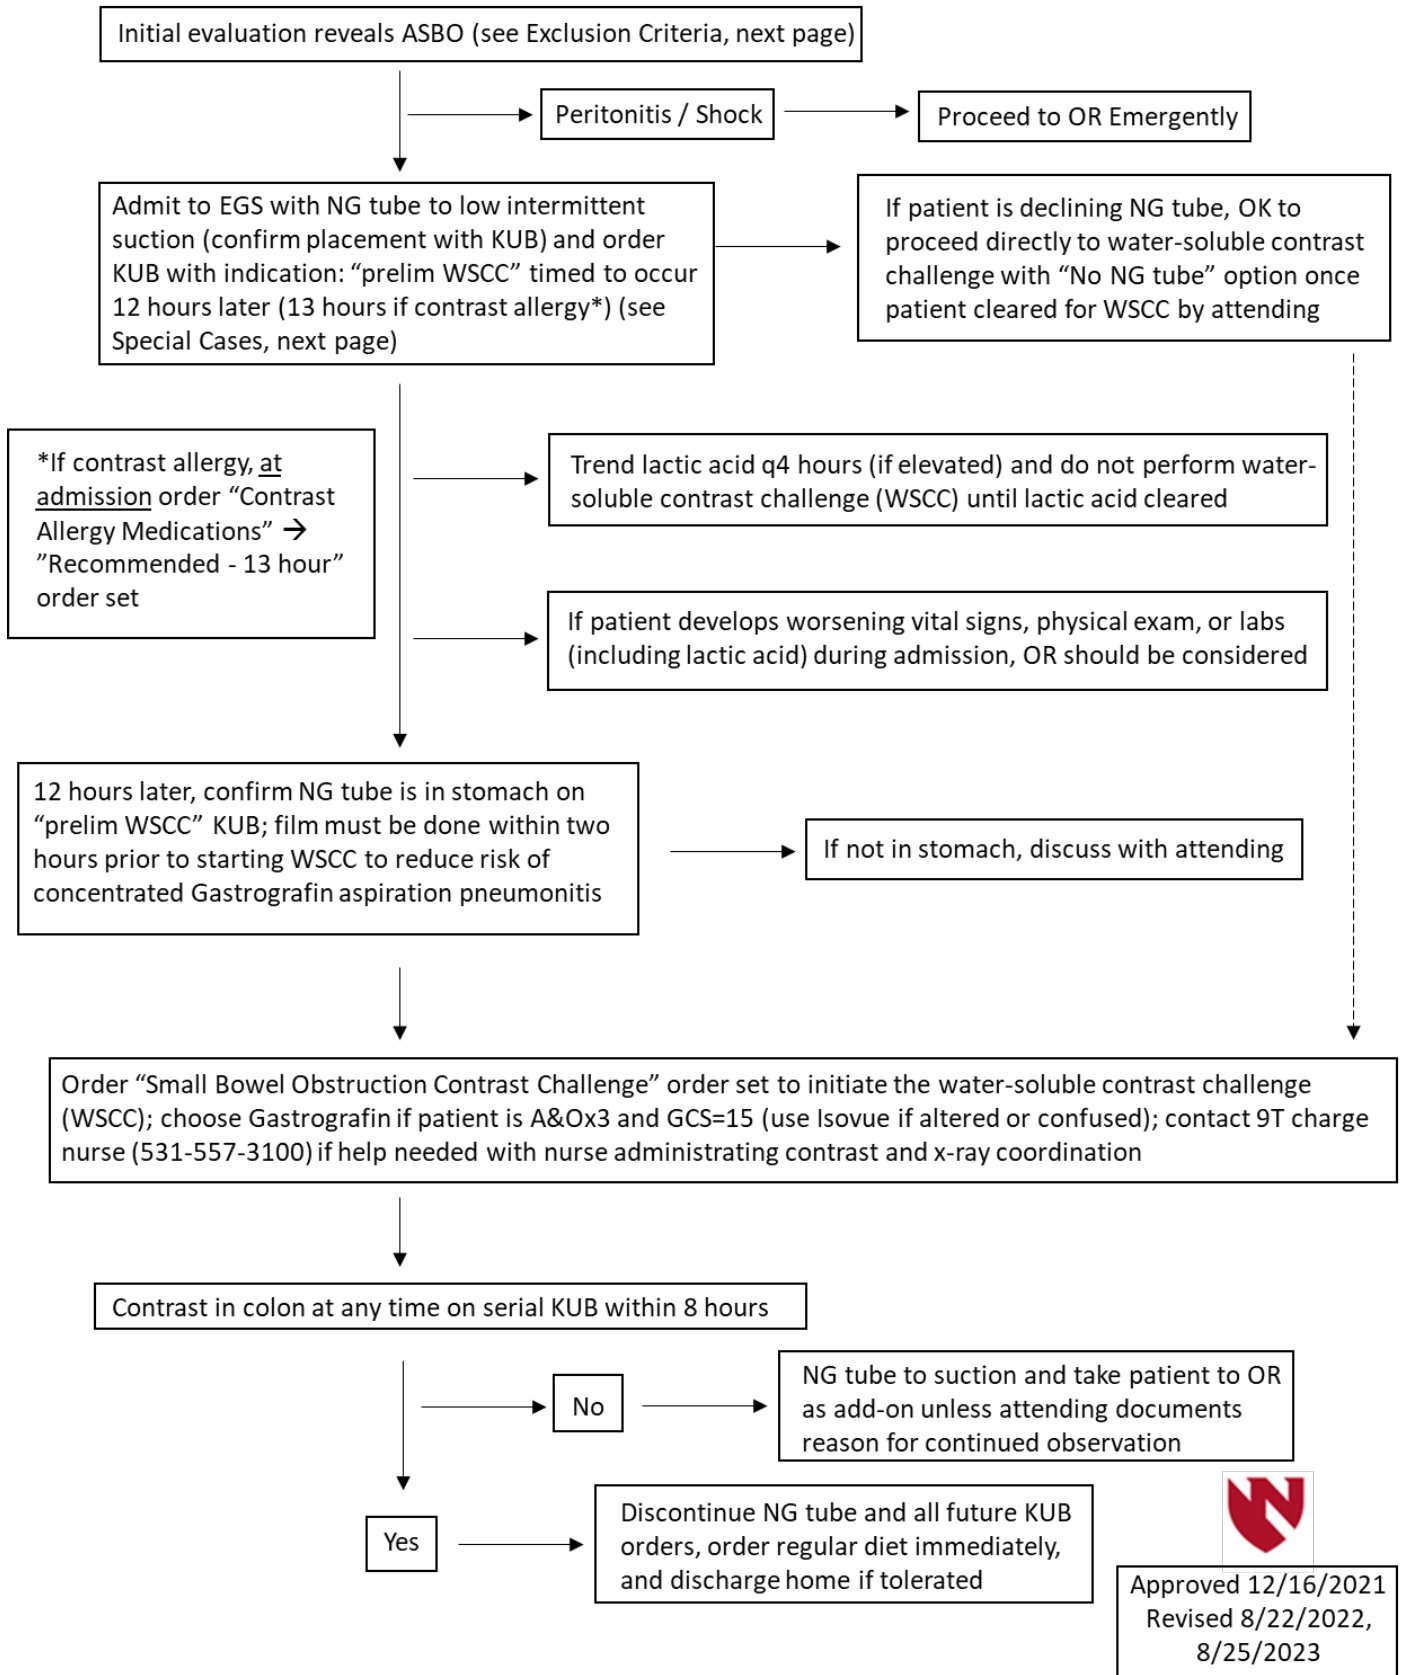 Initial evaluation reveals ASBO (see Exclusion Criteria, next page)
Peritonitis / Shock
Proceed to OR Emergently
Admit to EGS with NG tube to low intermittent
suction (confirm placement with KUB) and order
KUB with indication: “prelim WSCC” timed to occur
12 hours later (13 hours if contrast allergy*) (see
Special Cases, next page)
If patient is declining NG tube, OK to
proceed directly to water-soluble contrast
challenge with “No NG tube” option once
patient cleared for WSCC by attending
*If contrast allergy, at
admission order “Contrast
Allergy Medications” →
”Recommended - 13 hour”
order set
Trend lactic acid q4 hours (if elevated) and do not perform water-
soluble contrast challenge (WSCC) until lactic acid cleared
If patient develops worsening vital signs, physical exam, or labs
(including lactic acid) during admission, OR should be considered
12 hours later, confirm NG tube is in stomach on
“prelim WSCC” KUB; film must be done within two
hours prior to starting WSCC to reduce risk of
concentrated Gastrografin aspiration pneumonitis
If not in stomach, discuss with attending
Order “Small Bowel Obstruction Contrast Challenge” order set to initiate the water-soluble contrast challenge
(WSCC); choose Gastrografin if patient is A&Ox3 and GCS=15 (use Isovue if altered or confused); contact 9T charge
nurse (531-557-3100) if help needed with nurse administrating contrast and x-ray coordination
Contrast in colon at any time on serial KUB within 8 hours
No
NG tube to suction and take patient to OR
as add-on unless attending documents
reason for continued observation
Yes
Discontinue NG tube and all future KUB
orders, order regular diet immediately,
and discharge home if tolerated
N
Approved 12/16/2021
Revised 8/22/2022,
8/25/2023